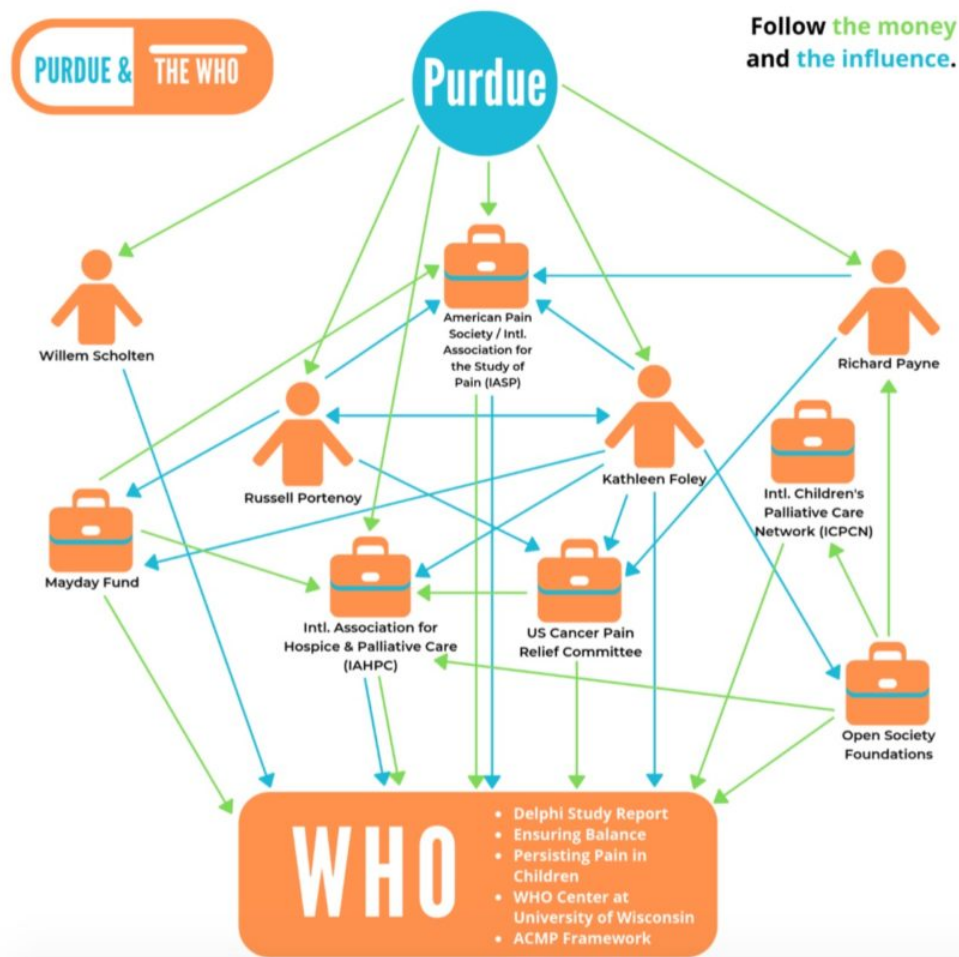 PURDUE & THE WHO
Purdue
Follow the money
and the influence.
American Pain
Society / Intl.
Association for
the Study of
Pain (IASP)
Willem Scholten
Richard Payne
Russell Portenoy
Kathleen Foley
Intl. Children's
Palliative Care
Network (ICPCN)
Mayday Fund
Intl. Association for
Hospice & Palliative Care
(IAHPC)
US Cancer Pain
Relief Committee
Open Society
Foundations
WHO
• Delphi Study Report
• Ensuring Balance
• Persisting Pain in
Children
• WHO Center at
University of Wisconsin
• ACMP Framework